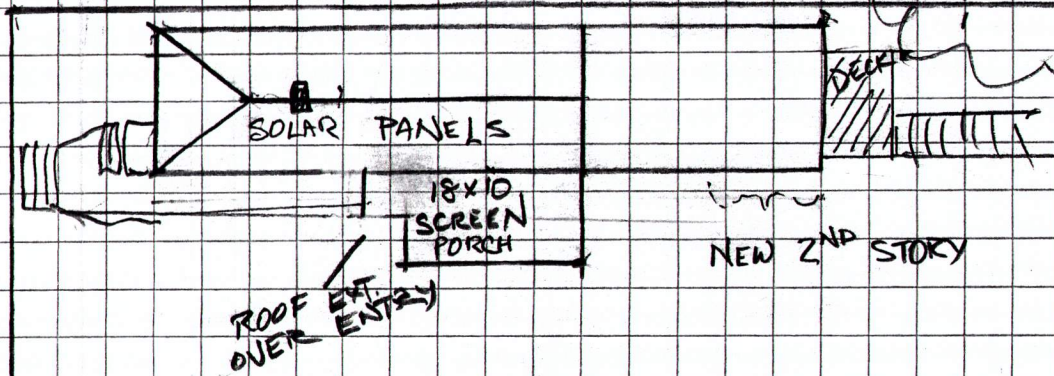 DECK
SOLAR PANELS
18x10
SCREEN
PORCH
NEW 2ND STORY
ROOF EXT.
OVER ENTRY